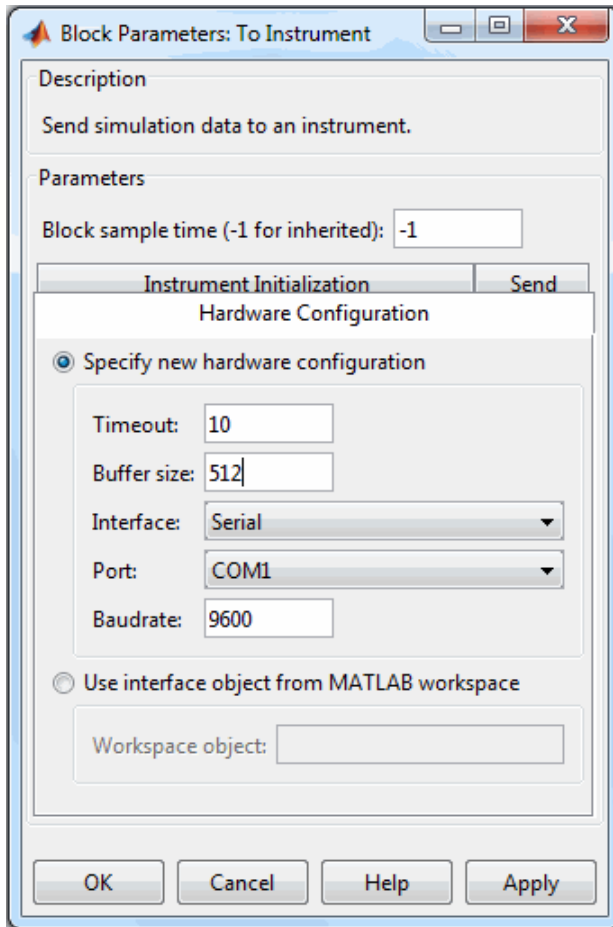 Block Parameters: To Instrument
Description
Send simulation data to an instrument.
Parameters
Block sample time (-1 for inherited): -1
Instrument Initialization Send
Hardware Configuration
Specify new hardware configuration
Timeout: 10
Buffer size: 512
Interface: Serial
Port: COM1
Baudrate: 9600
Use interface object from MATLAB workspace
Workspace object:
OK Cancel Help Apply